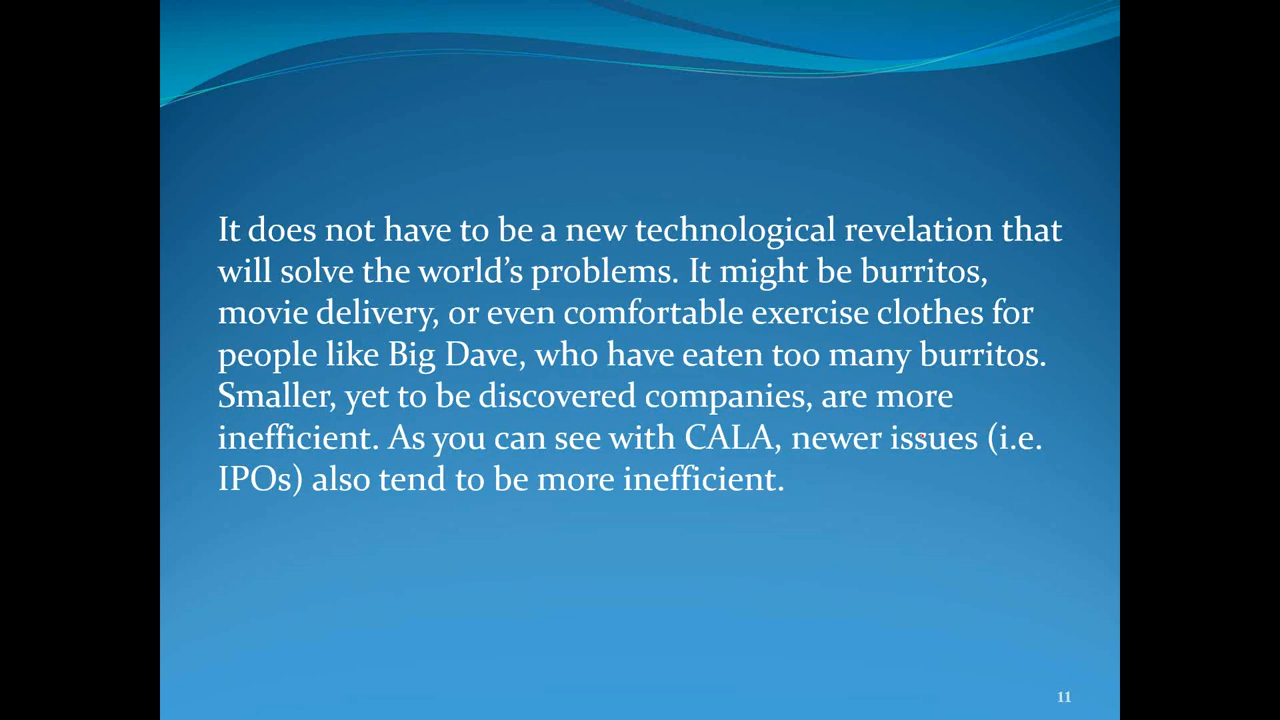 It does not have to be a new technological revelation that
will solve the world’s problems. It might be burritos,
movie delivery, or even comfortable exercise clothes for
people like Big Dave, who have eaten too many burritos.
Smaller, yet to be discovered companies, are more
inefficient. As you can see with CALA, newer issues (i.e.
IPOs) also tend to be more inefficient.
11